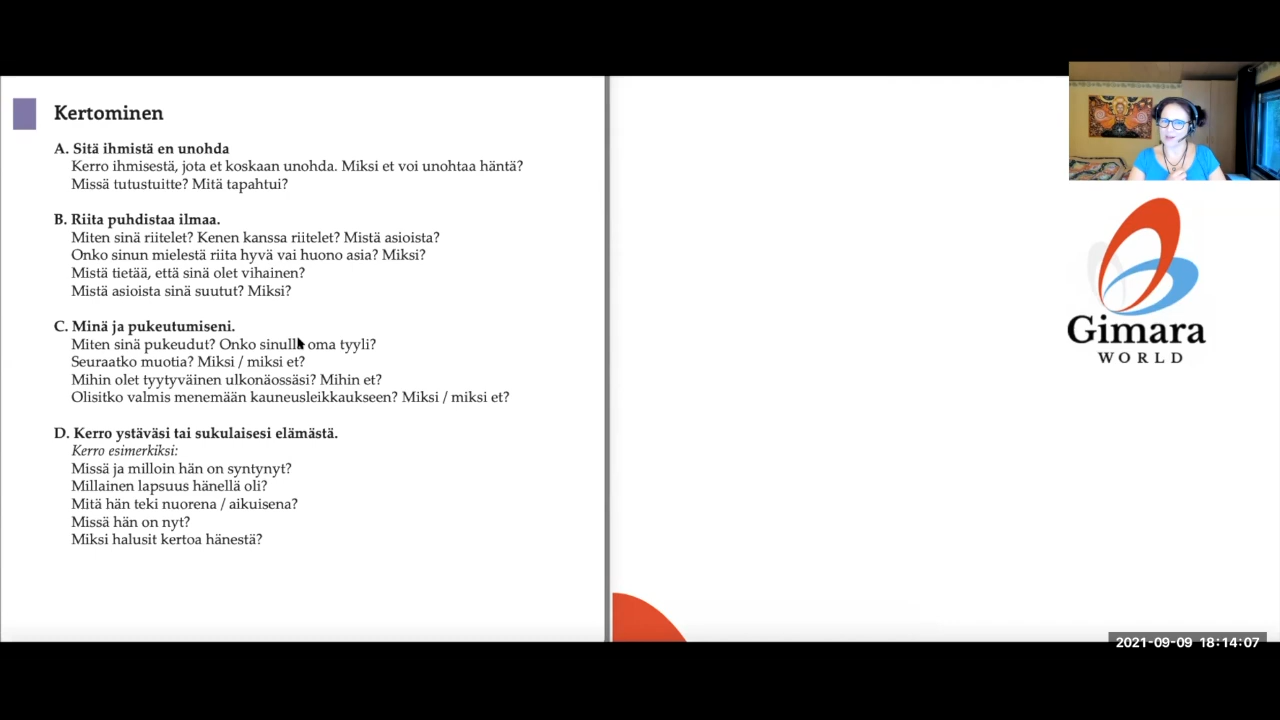 Kertominen
A. Sitä ihmistä en unohda
Kerro ihmisestä, jota et koskaan unohda. Miksi et voi unohtaa häntä?
Missä tutustuitte? Mitä tapahtui?
B. Riita puhdistaa ilmaa.
Miten sinä riitelet? Kenen kanssa riitelet? Mistä asioista?
Onko sinun mielestä riita hyvä vai huono asia? Miksi?
Mistä tietää, että sinä olet vihainen?
Mistä asioista sinä suutut? Miksi?
C. Minä ja pukeutumiseni.
Miten sinä pukeudut? Onko sinulla oma tyyli?
Seuraatko muotia? Miksi / miksi et?
Mihin olet tyytyväinen ulkonäossäsi? Mihin et?
Olisitko valmis menemään kauneusleikkaukseen? Miksi / miksi et?
D. Kerro ystäväsi tai sukulaisesi elämästä.
Kerro esimerkiksi:
Missä ja milloin hän on syntynyt?
Millainen lapsuus hänellä oli?
Mitä hän teki nuorena / aikuisena?
Missä hän on nyt?
Miksi halusit kertoa hänestä?
Gimara
WORLD
2021-09-09 18:14:07